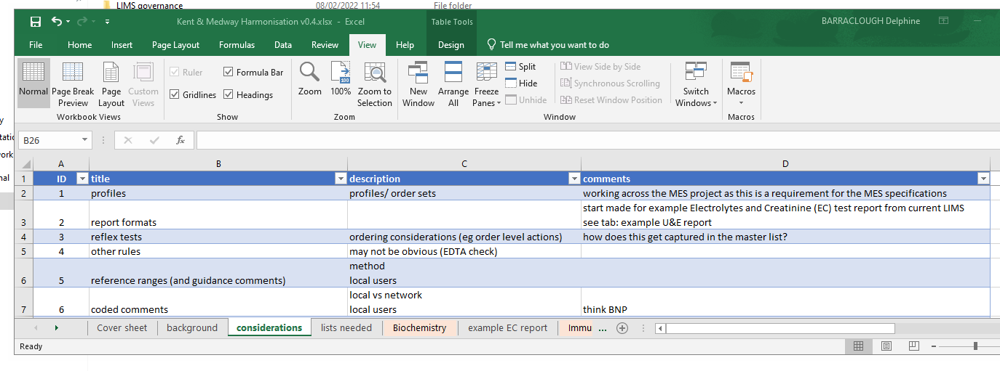 LIMS governance 08/02/2022 11:54 File folder
Kent & Medway Harmonisation v0.4.xlsx - Excel Table Tools BARRACLOUGH Delphine
File Home Insert Page Layout Formulas Data Review View Help Design Tell me what you want to do
Normal Page Break Preview Page Layout Custom Views
Workbook Views
Ruler Formula Bar
Gridlines Headings
Show
Zoom 100% Zoom to Selection
Zoom
New Window Arrange All Freeze Panes
Split
Hide
Unhide
View Side by Side
Synchronous Scrolling
Reset Window Position
Switch Windows
Window
Macros
Macros
B26 fx
A B C D
1 ID title description comments
2 1 profiles profiles/ order sets working across the MES project as this is a requirement for the MES specifications
3 2 report formats start made for example Electrolytes and Creatinine (EC) test report from current LIMS
see tab: example U&E report
4 3 reflex tests ordering considerations (eg order level actions) how does this get captured in the master list?
5 4 other rules may not be obvious (EDTA check)
6 5 reference ranges (and guidance comments) method
local users
7 6 coded comments local vs network
local users
think BNP
Cover sheet background considerations lists needed Biochemistry example EC report Immu ...
Ready